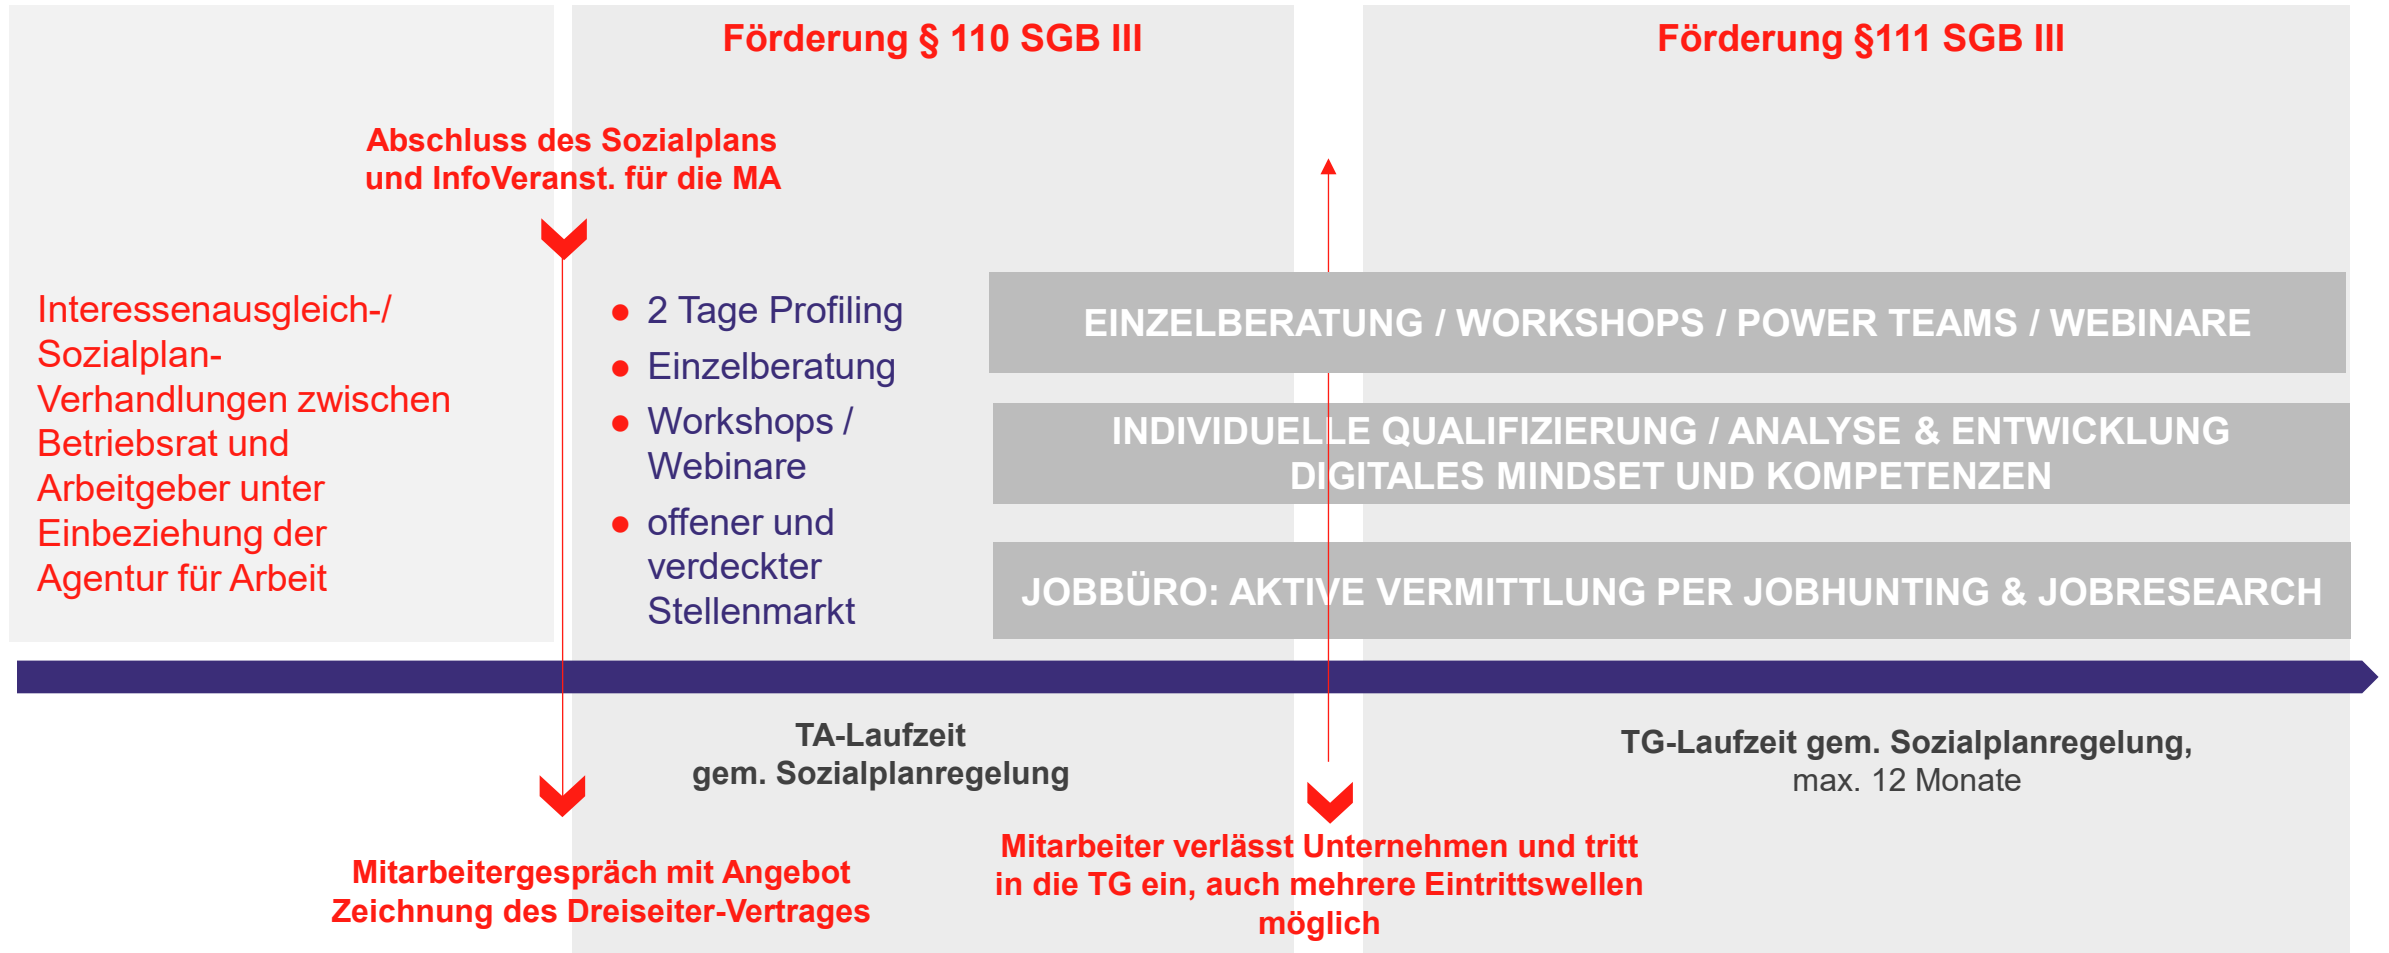 Förderung § 110 SGB III
Förderung §111 SGB III
Abschluss des Sozialplans
und InfoVeranst. für die MA
Interessenausgleich-/
Sozialplan-
Verhandlungen zwischen
Betriebsrat und
Arbeitgeber unter
Einbeziehung der
Agentur für Arbeit
● 2 Tage Profiling
● Einzelberatung
● Workshops /
Webinare
● offener und
verdeckter
Stellenmarkt
EINZELBERATUNG / WORKSHOPS / POWER TEAMS / WEBINARE
INDIVIDUELLE QUALIFIZIERUNG / ANALYSE & ENTWICKLUNG
DIGITALES MINDSET UND KOMPETENZEN
JOBBÜRO: AKTIVE VERMITTLUNG PER JOBHUNTING & JOBRESEARCH
TA-Laufzeit
gem. Sozialplanregelung
TG-Laufzeit gem. Sozialplanregelung,
max. 12 Monate
Mitarbeitergespräch mit Angebot
Zeichnung des Dreiseiter-Vertrages
Mitarbeiter verlässt Unternehmen und tritt
in die TG ein, auch mehrere Eintrittswellen
möglich